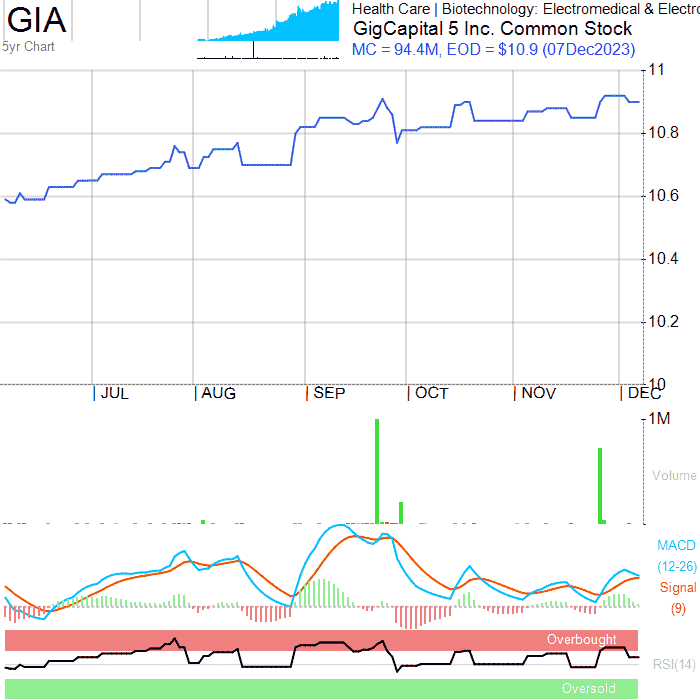 GIA
5yr Chart
Health Care | Biotechnology: Electromedical & Electro
GigCapital 5 Inc. Common Stock
MC = 94.4M, EOD = $10.9 (07Dec2023)
11
10.8
10.6
10.4
10.2
10
JUL AUG SEP OCT NOV DEC
1M
Volume
MACD
(12-26)
Signal
(9)
Overbought
RSI(14)
Oversold